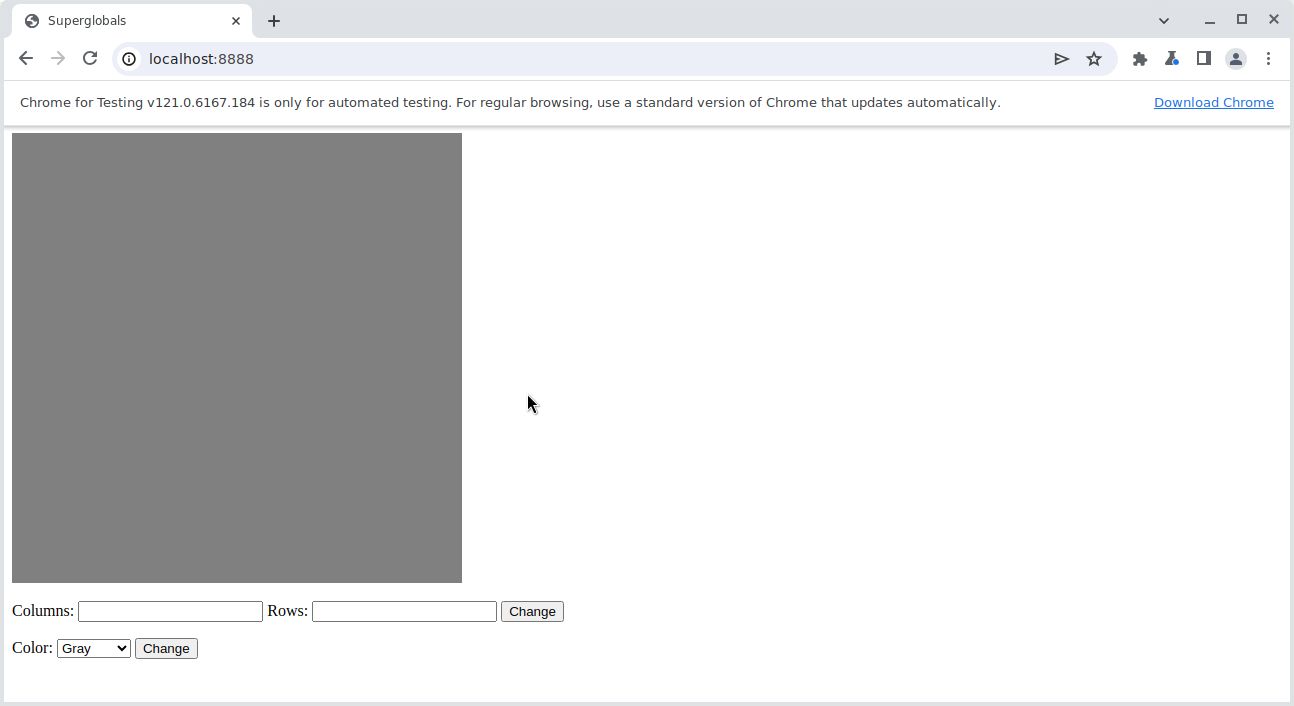 Superglobals
localhost:8888
Chrome for Testing v121.0.6167.184 is only for automated testing. For regular browsing, use a standard version of Chrome that updates automatically. Download Chrome
Columns: Rows: Change
Color: Gray Change